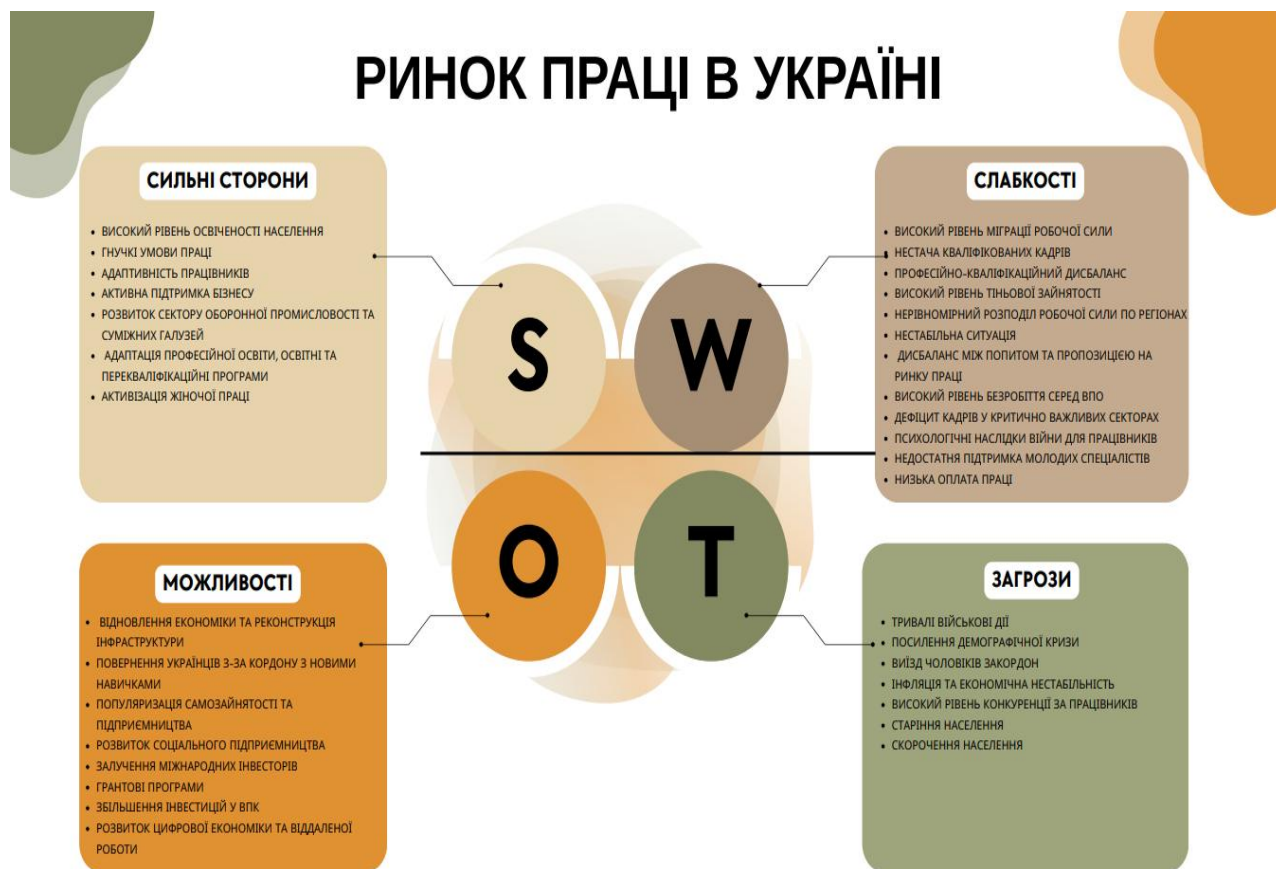 РИНОК ПРАЦІ В УКРАЇНІ
СИЛЬНІ СТОРОНИ
• ВИСОКИЙ РІВЕНЬ ОСВІЧЕНОСТІ НАСЕЛЕННЯ
• ГНУЧКІ УМОВИ ПРАЦІ
• АДАПТИВНІСТЬ ПРАЦІВНИКІВ
• АКТИВНА ПІДТРИМКА БІЗНЕСУ
• РОЗВИТОК СЕКТОРУ ОБОРОННОЇ ПРОМИСЛОВОСТІ ТА
СУМІЖНИХ ГАЛУЗЕЙ
• АДАПТАЦІЯ ПРОФЕСІЙНОЇ ОСВІТИ, ОСВІТНІ ТА
ПЕРЕКВАЛІФІКАЦІЙНІ ПРОГРАМИ
• АКТИВІЗАЦІЯ ЖІНОЧОЇ ПРАЦІ
S
W
СЛАБКОСТІ
• ВИСОКИЙ РІВЕНЬ МІГРАЦІЇ РОБОЧОЇ СИЛИ
• НЕСТАЧА КВАЛІФІКОВАНИХ КАДРІВ
• ПРОФЕСІЙНО-КВАЛІФІКАЦІЙНИЙ ДИСБАЛАНС
• ВИСОКИЙ РІВЕНЬ ТІНЬОВОЇ ЗАЙНЯТОСТІ
• НЕРІВНОМІРНИЙ РОЗПОДІЛ РОБОЧОЇ СИЛИ ПО РЕГІОНАХ
• НЕСТАБІЛЬНА СИТУАЦІЯ
• ДИСБАЛАНС МІЖ ПОПИТОМ ТА ПРОПОЗИЦІЄЮ НА
РИНКУ ПРАЦІ
• ВИСОКИЙ РІВЕНЬ БЕЗРОБІТТЯ СЕРЕД ВПО
• ДЕФІЦИТ КАДРІВ У КРИТИЧНО ВАЖЛИВИХ СЕКТОРАХ
• ПСИХОЛОГІЧНІ НАСЛІДКИ ВІЙНИ ДЛЯ ПРАЦІВНИКІВ
• НЕДОСТАТНЯ ПІДТРИМКА МОЛОДИХ СПЕЦІАЛІСТІВ
• НИЗЬКА ОПЛАТА ПРАЦІ
МОЖЛИВОСТІ
• ВІДНОВЛЕННЯ ЕКОНОМІКИ ТА РЕКОНСТРУКЦІЯ
ІНФРАСТРУКТУРИ
• ПОВЕРНЕННЯ УКРАЇНЦІВ З-ЗА КОРДОНУ З НОВИМИ
НАВИЧКАМИ
• ПОПУЛЯРИЗАЦІЯ САМОЗАЙНЯТОСТІ ТА
ПІДПРИЄМНИЦТВА
• РОЗВИТОК СОЦІАЛЬНОГО ПІДПРИЄМНИЦТВА
• ЗАЛУЧЕННЯ МІЖНАРОДНИХ ІНВЕСТОРІВ
• ГРАНТОВІ ПРОГРАМИ
• ЗБІЛЬШЕННЯ ІНВЕСТИЦІЙ У ВПК
• РОЗВИТОК ЦИФРОВОЇ ЕКОНОМІКИ ТА ВІДДАЛЕНОЇ
РОБОТИ
O
T
ЗАГРОЗИ
• ТРИВАЛІ ВІЙСЬКОВІ ДІЇ
• ПОСИЛЕННЯ ДЕМОГРАФІЧНОЇ КРИЗИ
• ВИЇЗД ЧОЛОВІКІВ ЗАКОРДОН
• ІНФЛЯЦІЯ ТА ЕКОНОМІЧНА НЕСТАБІЛЬНІСТЬ
• ВИСОКИЙ РІВЕНЬ КОНКУРЕНЦІЇ ЗА ПРАЦІВНИКІВ
• СТАРІННЯ НАСЕЛЕННЯ
• СКОРОЧЕННЯ НАСЕЛЕННЯ